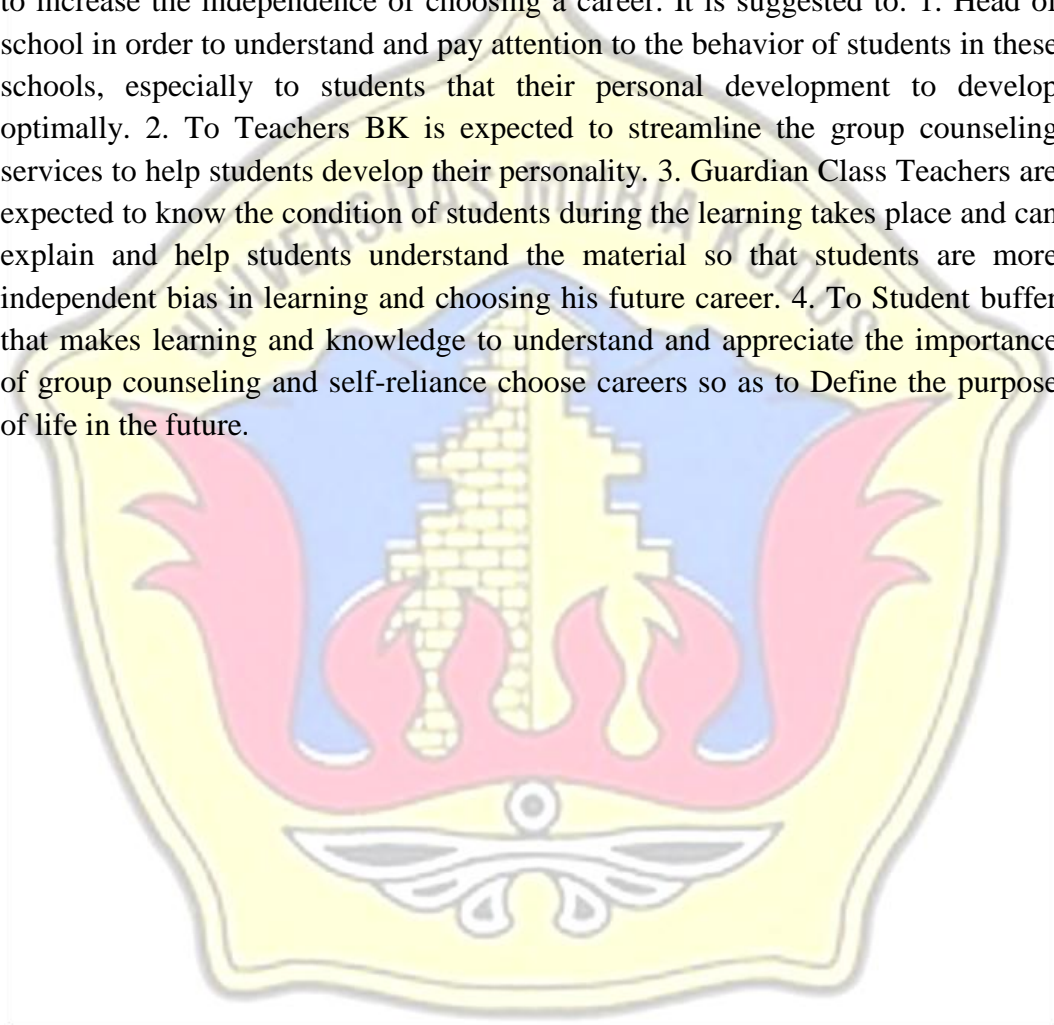 to increase the independence of choosing a career. It is suggested to: 1. Head of
school in order to understand and pay attention to the behavior of students in these
schools, especially to students that their personal development to develop
optimally. 2. To Teachers BK is expected to streamline the group counseling
services to help students develop their personality. 3. Guardian Class Teachers are
expected to know the condition of students during the learning takes place and can
explain and help students understand the material so that students are more
independent bias in learning and choosing his future career. 4. To Student buffer
that makes learning and knowledge to understand and appreciate the importance
of group counseling and self-reliance choose careers so as to Define the purpose
of life in the future.
UNIVERSITAS MURIA KUDUS